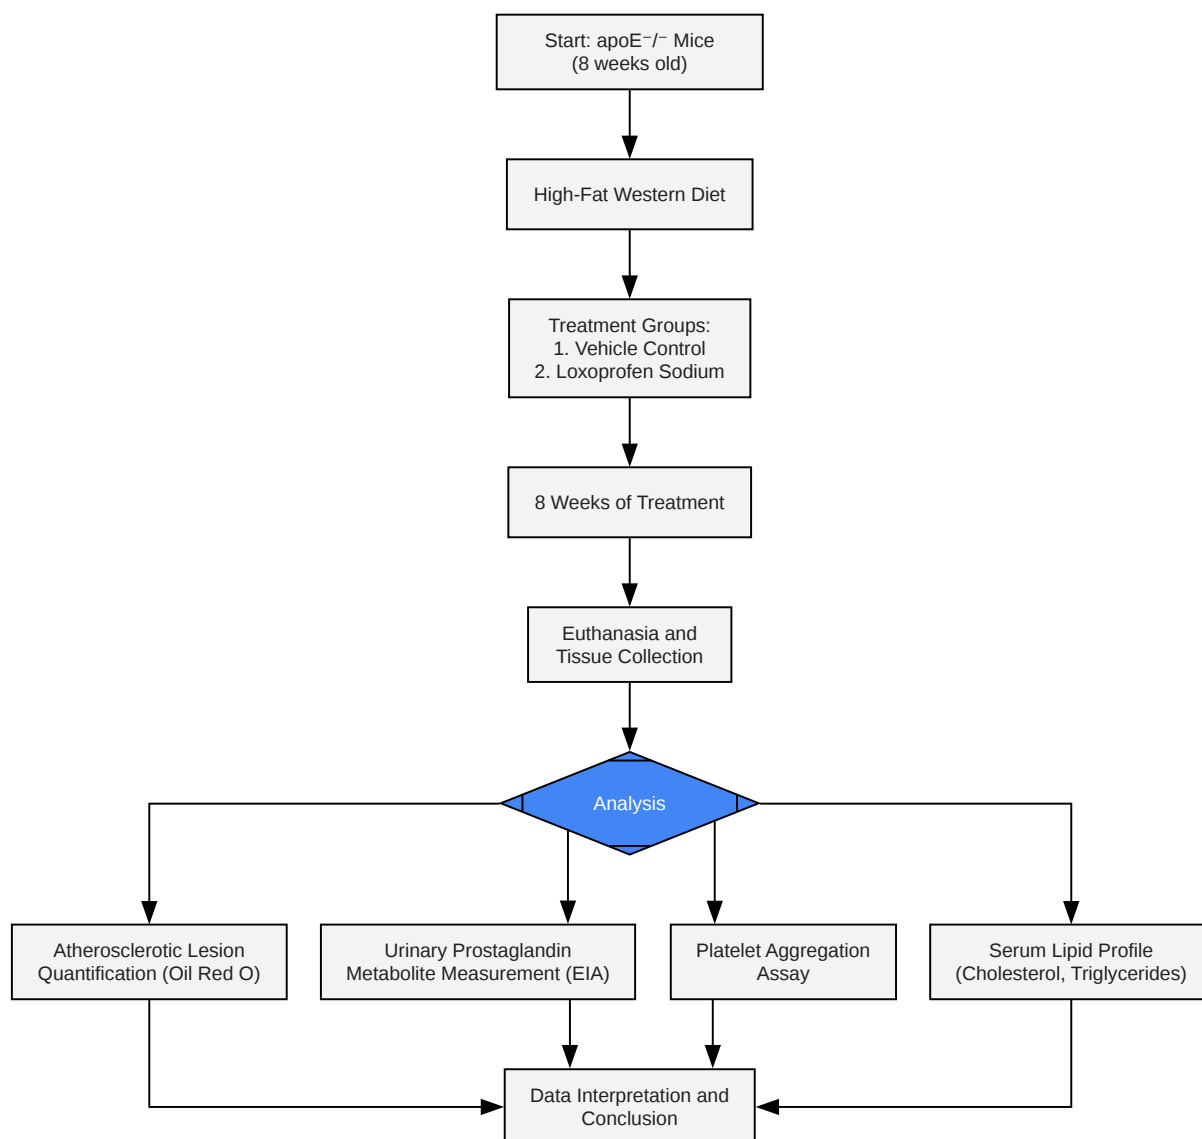 Start: apoE⁻/⁻ Mice
(8 weeks old)
High-Fat Western Diet
Treatment Groups:
1. Vehicle Control
2. Loxoprofen Sodium
8 Weeks of Treatment
Euthanasia and
Tissue Collection
Analysis
Atherosclerotic Lesion
Quantification (Oil Red O)
Urinary Prostaglandin
Metabolite Measurement (EIA)
Platelet Aggregation
Assay
Serum Lipid Profile
(Cholesterol, Triglycerides)
Data Interpretation and
Conclusion